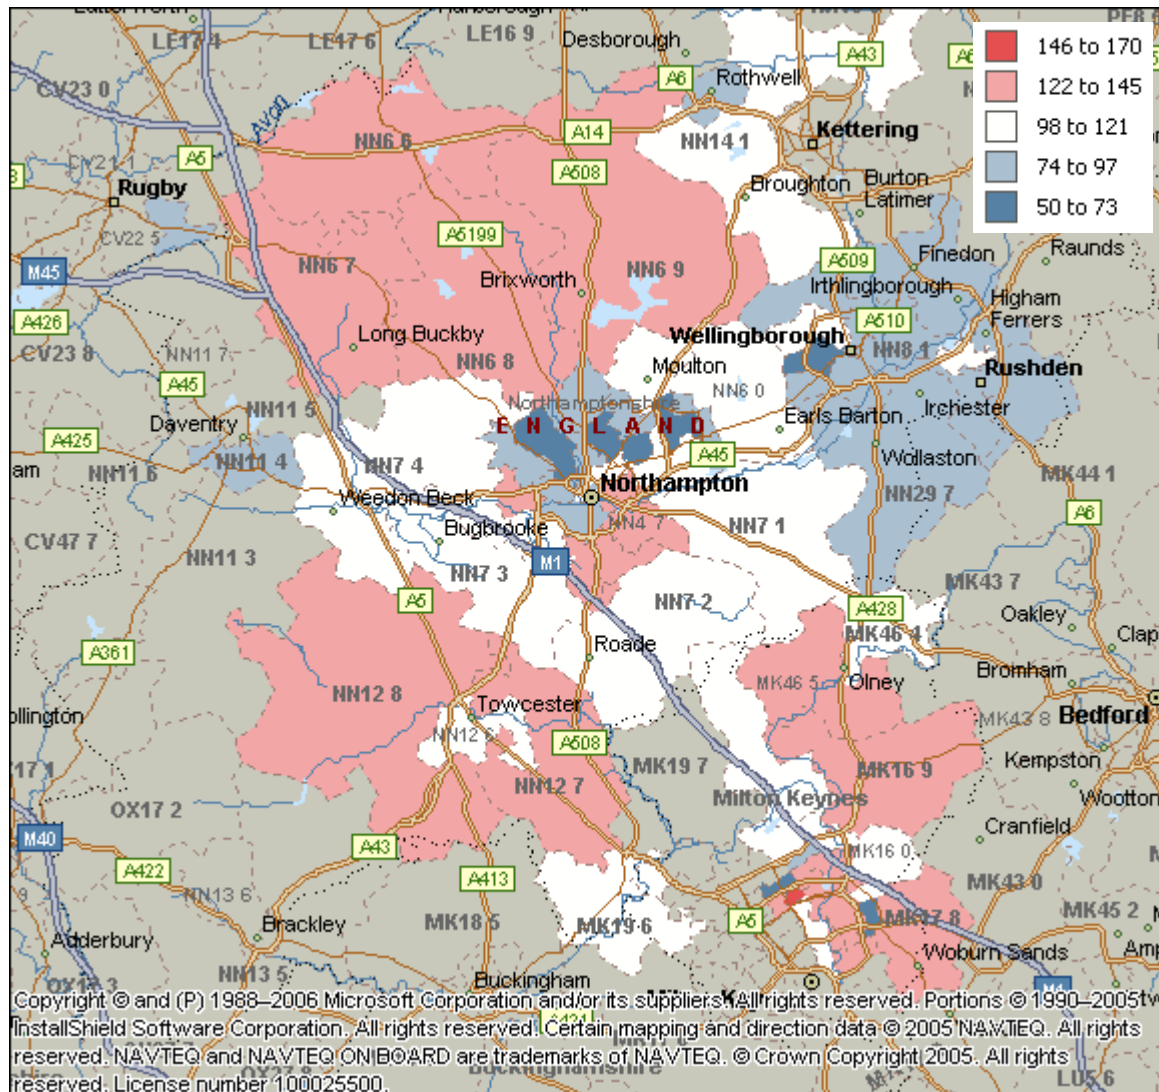 LE17 4
LE17 6
LE16 9
Desborough
A43
A6
146 to 170
122 to 145
98 to 121
74 to 97
50 to 73
CV23 0
Avon
Rothwell
NN6 6
A14
NN14 1
Kettering
A5
A508
Rugby
Broughton
Burton
Latimer
CV22 5
A5199
M45
NN6 7
NN6 9
A509
Finedon
Raunds
Brixworth
Irthlingborough
Higham
Ferrers
A426
A510
CV23 8
NN11 7
Long Buckby
NN6 8
Wellingborough
NN8 1
Moulton
Rushden
A45
NN11 5
NN6 0
Northamptonshire
Irchester
Daventry
ENGLAND
Earls Barton
A425
NN11 4
NN7 4
A45
Wollaston
NN11 6
MK44 1
Weedon Beck
Northampton
NN29 7
A6
CV47 7
NN11 3
Bugbrooke
NN4 7
NN7 1
M1
NN7 3
MK43 7
A5
NN7 2
A428
Oakley
MK46 4
A361
Roade
Bromham
NN12 8
MK46 5
Olney
Towcester
MK43 8
Bedford
NN12 6
A508
Kempston
17 1
MK19 7
MK16 9
OX17 2
NN12 7
Milton Keynes
Wootton
M40
Cranfield
A43
MK16 0
A422
A413
MK43 0
NN13 6
MK18 5
MK19 6
A5
MK17 8
MK45 2
Brackley
Adderbury
Woburn Sands
NN13 5
Buckingham
Copyright © and (P) 1988–2006 Microsoft Corporation and/or its suppliers. All rights reserved. Portions © 1990–2005
InstallShield Software Corporation. All rights reserved. Certain mapping and direction data © 2005 NAVTEQ. All rights
reserved. NAVTEQ and NAVTEQ ON BOARD are trademarks of NAVTEQ. © Crown Copyright 2005. All rights
reserved. License number 100025500.